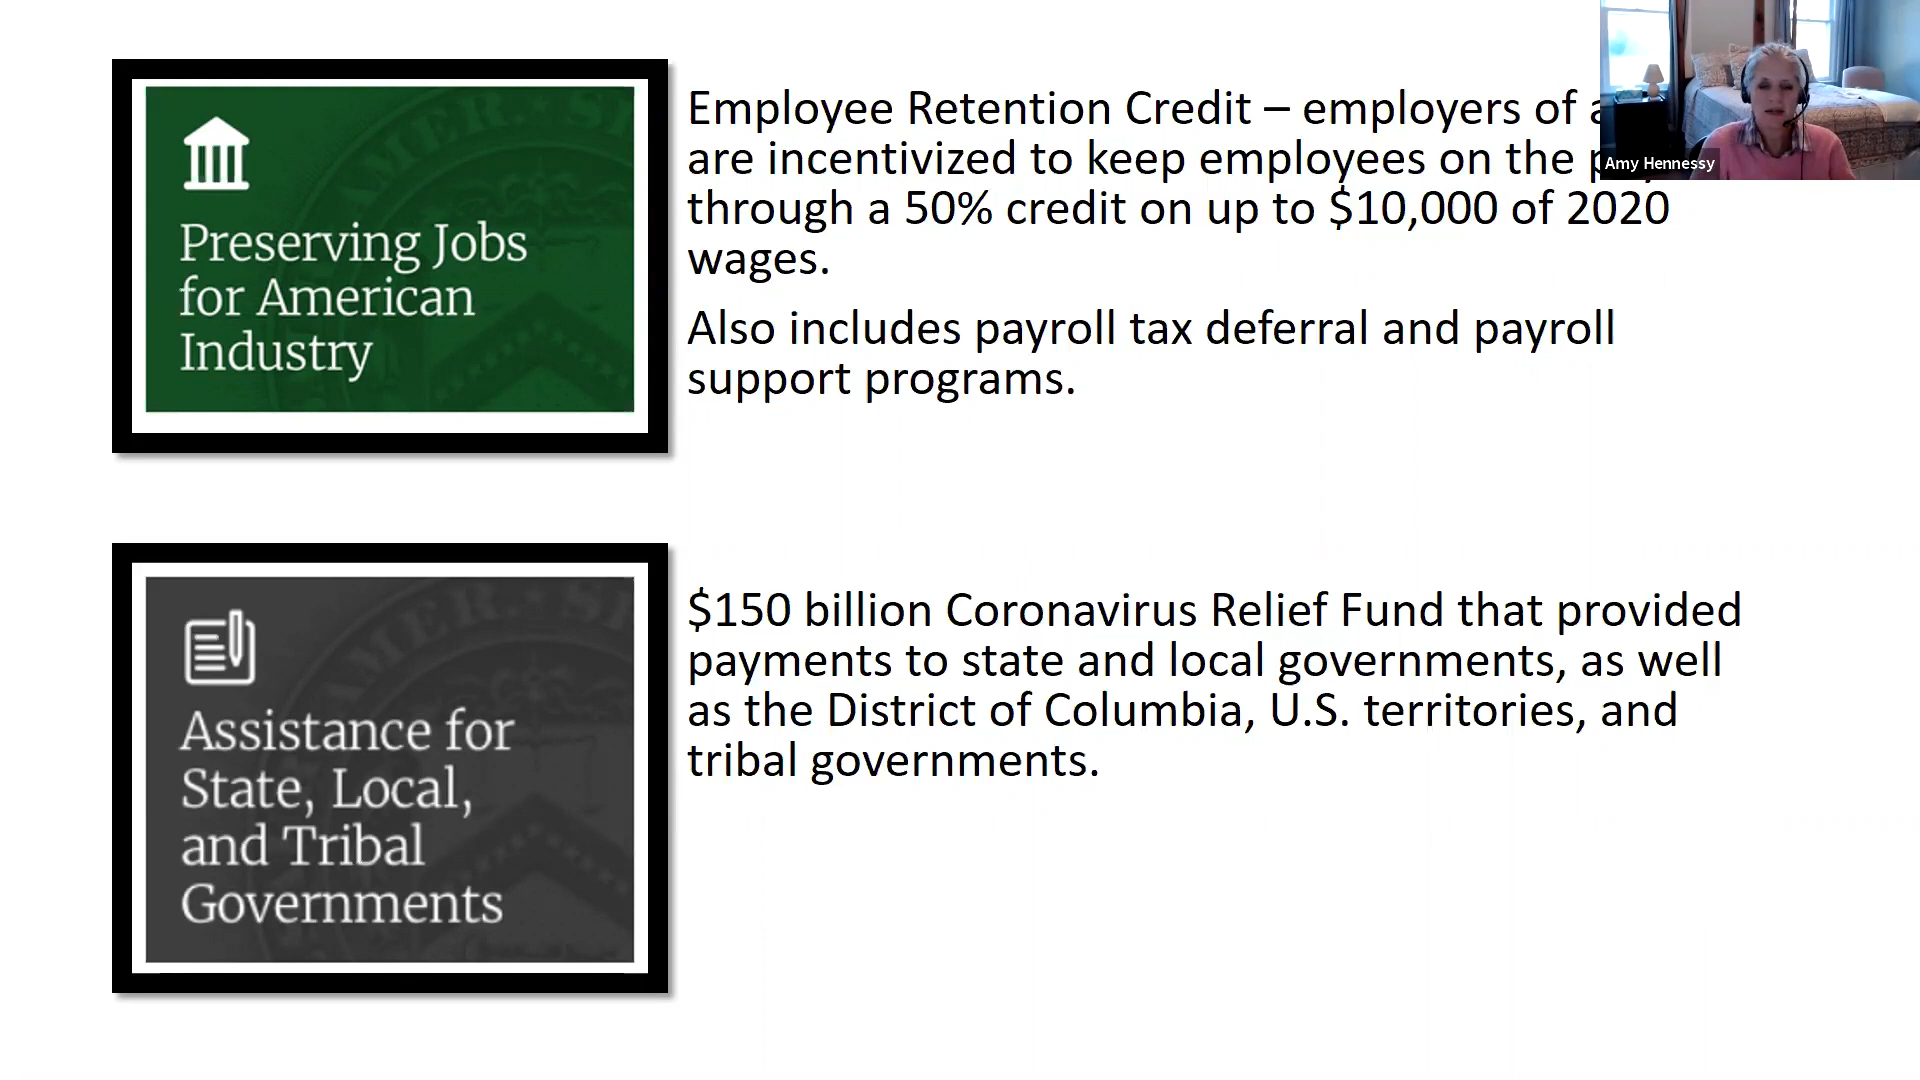 Preserving Jobs
for American
Industry
Employee Retention Credit – employers of
are incentivized to keep employees on the
through a 50% credit on up to $10,000 of 2020
wages.
Also includes payroll tax deferral and payroll
support programs.
Amy Hennessy
Assistance for
State, Local,
and Tribal
Governments
$150 billion Coronavirus Relief Fund that provided
payments to state and local governments, as well
as the District of Columbia, U.S. territories, and
tribal governments.